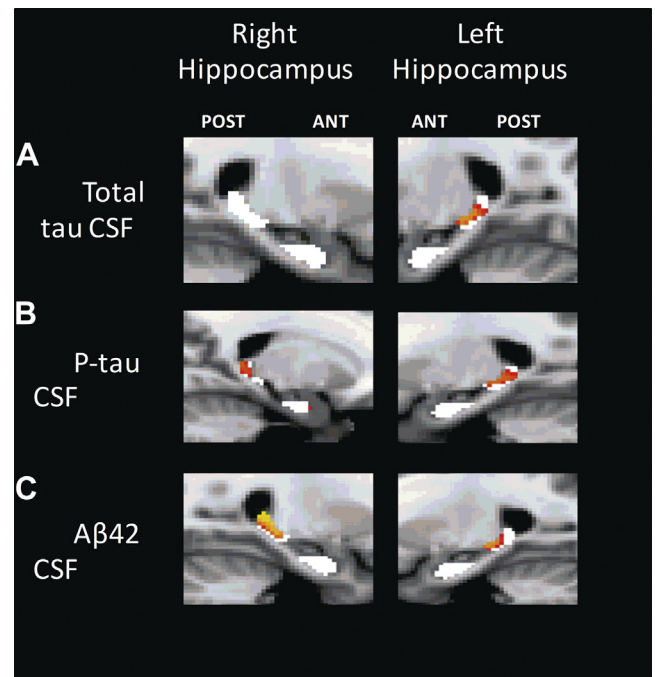 Right Left
Hippocampus Hippocampus
POST ANT ANT POST
A
Total
tau CSF
B
P-tau
CSF
C
Aβ42
CSF